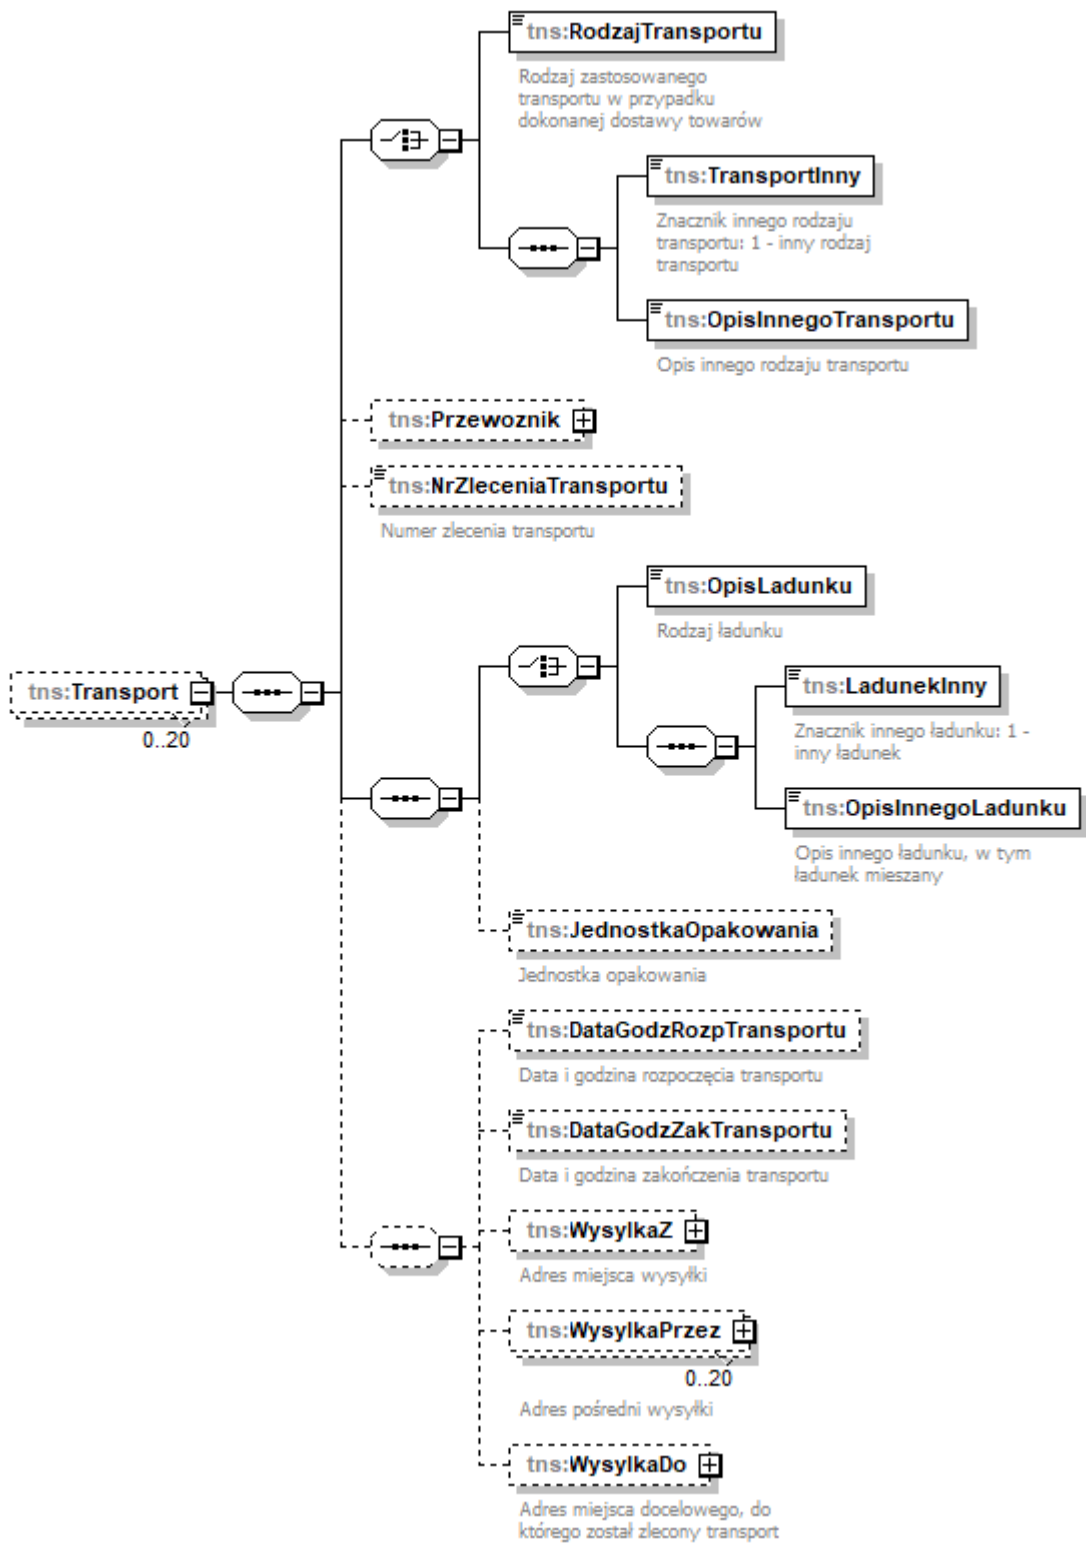 tns:RodzajTransportu
Rodzaj zastosowanego
transportu w przypadku
dokonanej dostawy towarów
tns:TransportInny
Znacznik innego rodzaju
transportu: 1 - inny rodzaj
transportu
tns:OpisInnegoTransportu
Opis innego rodzaju transportu
tns:Przewoznik
tns:NrZleceniaTransportu
Numer zlecenia transportu
tns:OpisLadunku
Rodzaj ładunku
tns:Transport
0..20
tns:LadunekInny
Znacznik innego ładunku: 1 -
inny ładunek
tns:OpisInnegoLadunku
Opis innego ładunku, w tym
ładunek mieszany
tns:JednostkaOpakowania
Jednostka opakowania
tns:DataGodzRozpTransportu
Data i godzina rozpoczęcia transportu
tns:DataGodzZakTransportu
Data i godzina zakończenia transportu
tns:WysylkaZ
Adres miejsca wysyłki
tns:WysylkaPrzez
0..20
Adres pośredni wysyłki
tns:WysylkaDo
Adres miejsca docelowego, do
którego został zlecony transport